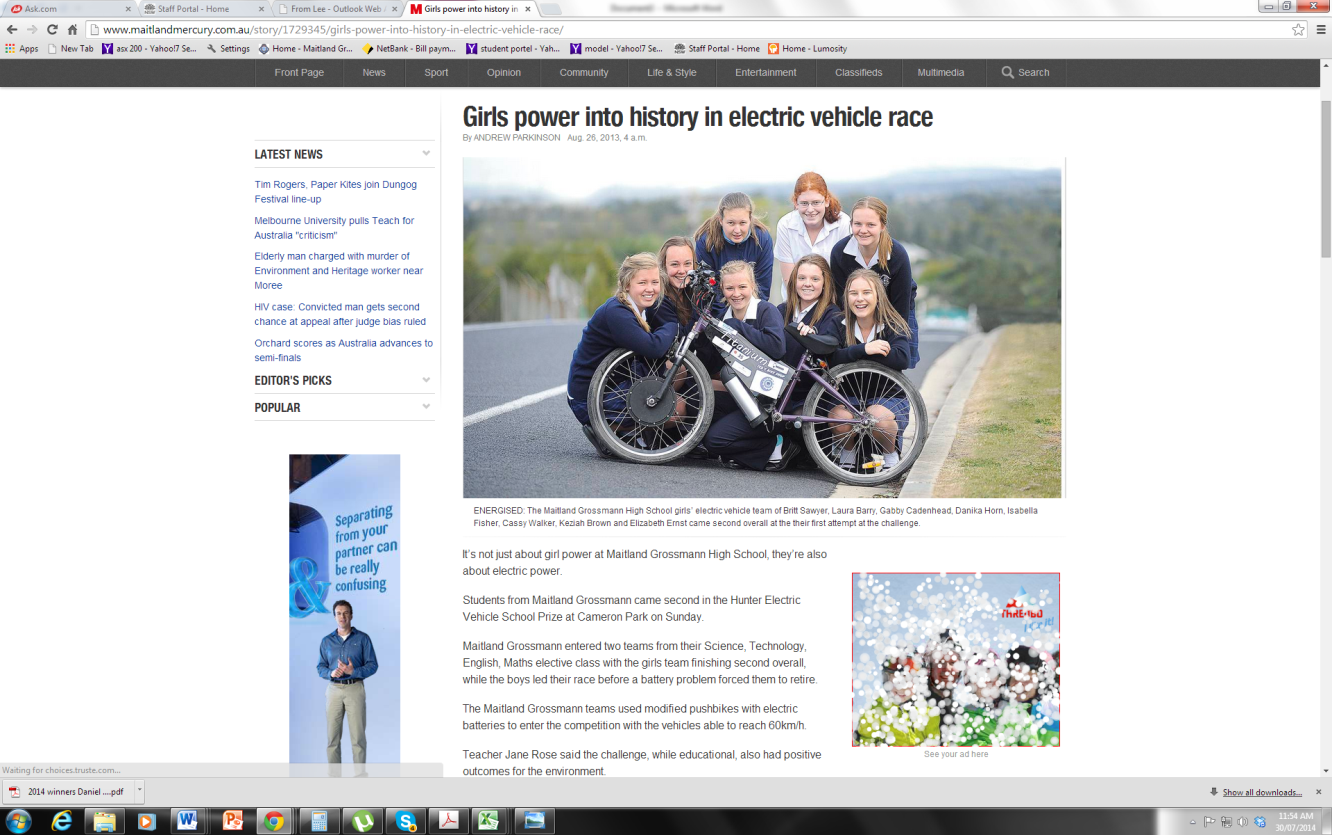 Ask.com
Staff Portal - Home
From Lee - Outlook Web
Girls power into history in
Document2 - Microsoft Word
www.maitlandmercury.com.au/story/1729345/girls-power-into-history-in-electric-vehicle-race/
Apps New Tab asx 200 - Yahoo!7 Se... Settings Home - Maitland Gr... NetBank - Bill paym... student portel - Yah... model - Yahoo!7 Se... Staff Portal - Home Home - Lumosity
Front Page News Sport Opinion Community Life & Style Entertainment Classifieds Multimedia Search
Girls power into history in electric vehicle race
By ANDREW PARKINSON Aug. 26, 2013, 4 a.m.
LATEST NEWS
Tim Rogers, Paper Kites join Dungog
Festival line-up
Melbourne University pulls Teach for
Australia "criticism"
Elderly man charged with murder of
Environment and Heritage worker near
Moree
HIV case: Convicted man gets second
chance at appeal after judge bias ruled
Orchard scores as Australia advances to
semi-finals
EDITOR'S PICKS
POPULAR
Separating
from your
partner can
be really
confusing
&
Titanium
ENERGISED: The Maitland Grossmann High School girls' electric vehicle team of Britt Sawyer, Laura Barry, Gabby Cadenhead, Danika Horn, Isabella
Fisher, Cassy Walker, Keziah Brown and Elizabeth Ernst came second overall at the their first attempt at the challenge.
It's not just about girl power at Maitland Grossmann High School, they're also
about electric power.
Students from Maitland Grossmann came second in the Hunter Electric
Vehicle School Prize at Cameron Park on Sunday.
Maitland Grossmann entered two teams from their Science, Technology,
English, Maths elective class with the girls team finishing second overall,
while the boys led their race before a battery problem forced them to retire.
The Maitland Grossmann teams used modified pushbikes with electric
batteries to enter the competition with the vehicles able to reach 60km/h.
Teacher Jane Rose said the challenge, while educational, also had positive
outcomes for the environment.
THREDBO
See your ad here
Waiting for choices.truste.com...
2014 winners Daniel ....pdf
Show all downloads...
11:54 AM
30/07/2014